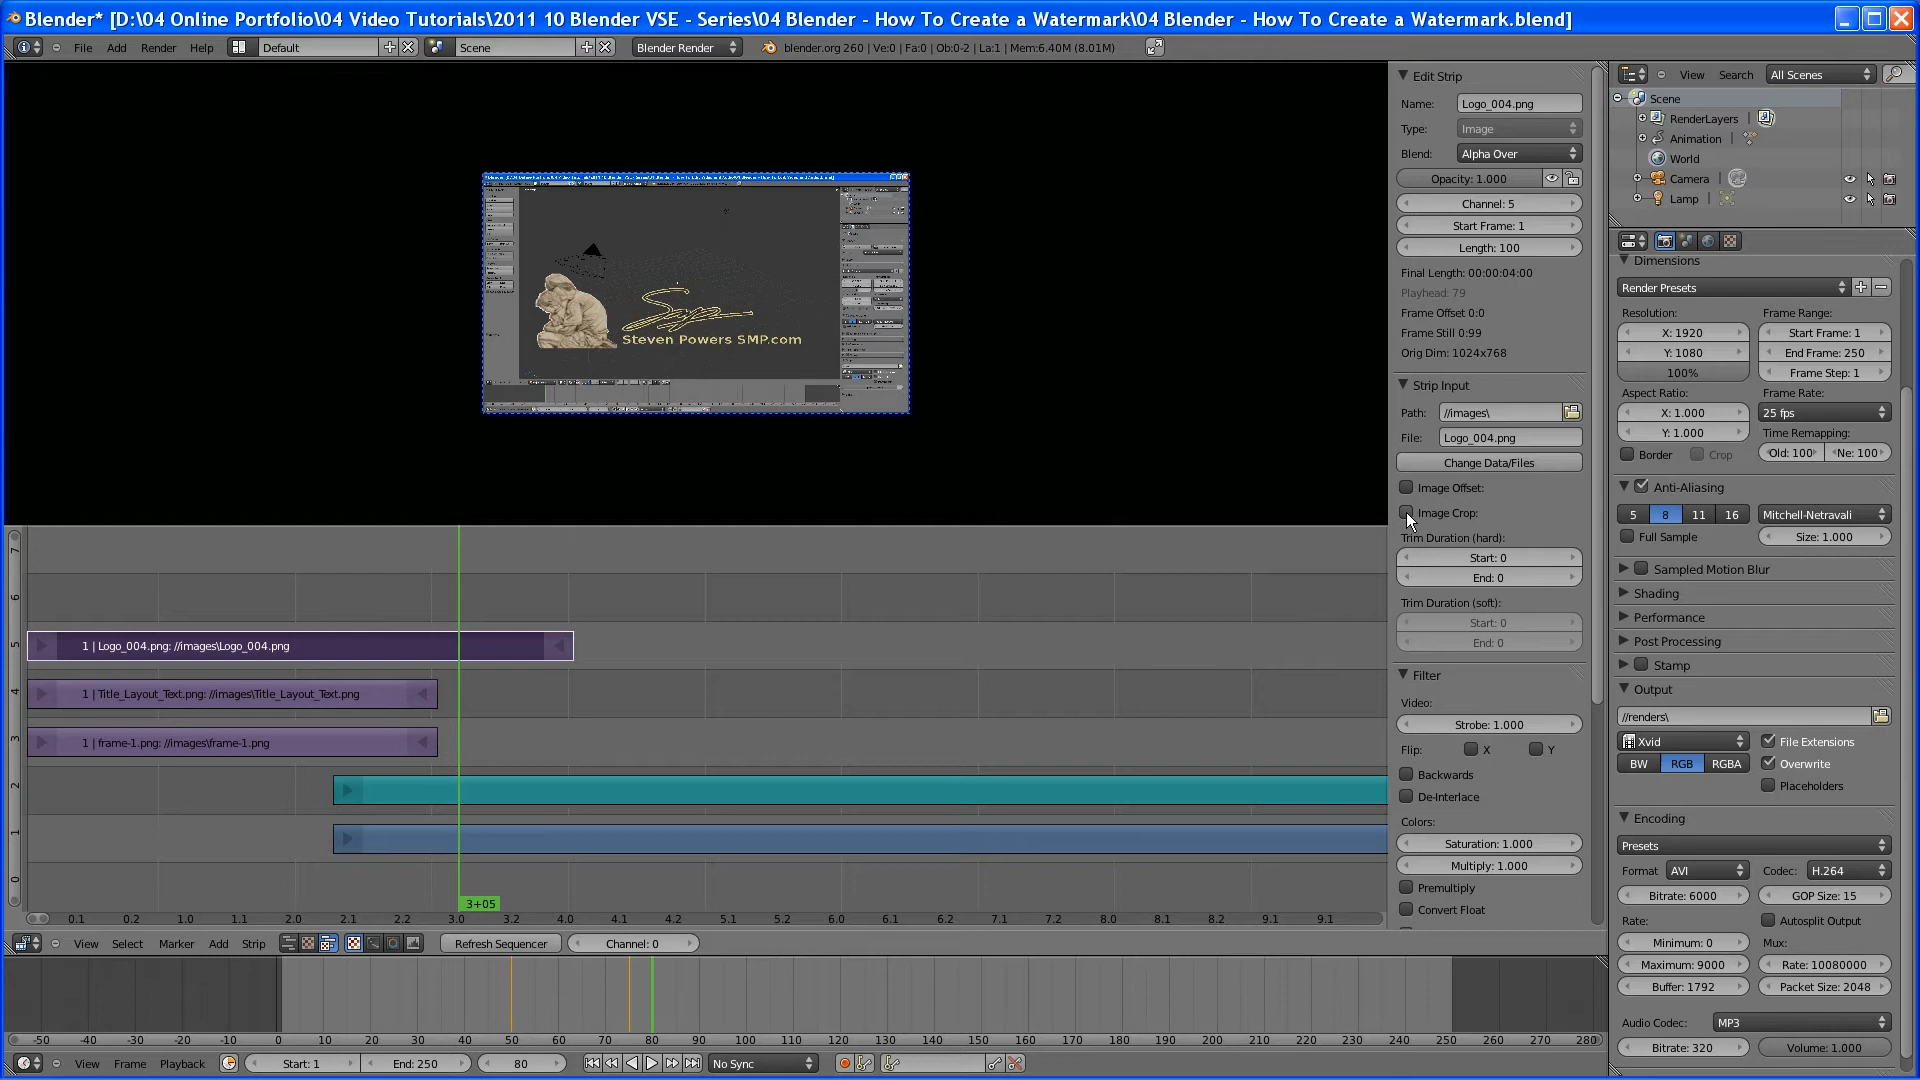 Blender* [D:\04 Online Portfolio\04 Video Tutorials\2011 10 Blender VSE - Series\04 Blender - How To Create a Watermark\04 Blender - How To Create a Watermark.blend]
File Add Render Help Default Scene Blender Render blender.org 260 | Ve:0 | Fa:0 | Ob:0-2 | La:1 | Mem:6.40M (8.01M)
Steven Powers SMP.com
Edit Strip
Name: Logo_004.png
Type: Image
Blend: Alpha Over
Opacity: 1.000
Channel: 5
Start Frame: 1
Length: 100
Final Length: 00:00:04:00
Playhead: 79
Frame Offset 0:0
Frame Still 0:99
Orig Dim: 1024x768
Strip Input
Path: //images\
File: Logo_004.png
Change Data/Files
Image Offset:
Image Crop:
Trim Duration (hard):
Start: 0
End: 0
Trim Duration (soft):
Start: 0
End: 0
Filter
Video:
Strobe: 1.000
Flip: X Y
Backwards
De-Interlace
Colors:
Saturation: 1.000
Multiply: 1.000
Premultiply
Convert Float
View Search All Scenes
Scene
RenderLayers
Animation
World
Camera
Lamp
Dimensions
Render Presets
Resolution: Frame Range:
X: 1920 Start Frame: 1
Y: 1080 End Frame: 250
100% Frame Step: 1
Aspect Ratio: Frame Rate:
X: 1.000 25 fps
Y: 1.000 Time Remapping:
Border Crop Old: 100 Ne: 100
Anti-Aliasing
5 8 11 16 Mitchell-Netravali
Full Sample Size: 1.000
Sampled Motion Blur
Shading
Performance
Post Processing
Stamp
Output
//renders\
Xvid File Extensions
BW RGB RGBA Overwrite
Placeholders
Encoding
Presets
Format AVI Codec: H.264
Bitrate: 6000 GOP Size: 15
Rate: Autosplit Output
Minimum: 0 Mux:
Maximum: 9000 Rate: 10080000
Buffer: 1792 Packet Size: 2048
Audio Codec: MP3
Bitrate: 320 Volume: 1.000
7
6
5 1 | Logo_004.png: //images\Logo_004.png
4 1 | Title_Layout_Text.png: //images\Title_Layout_Text.png
3 1 | frame-1.png: //images\frame-1.png
2
1
0
3+05
0.1 0.2 1.0 1.1 2.0 2.1 2.2 3.0 3.2 4.0 4.1 4.2 5.1 5.2 6.0 6.1 7.1 7.2 8.0 8.1 8.2 9.1 9.1
View Select Marker Add Strip Refresh Sequencer Channel: 0
-50 -40 -30 -20 -10 0 10 20 30 40 50 60 70 80 90 100 110 120 130 140 150 160 170 180 190 200 210 220 230 240 250 260 270 280
View Frame Playback Start: 1 End: 250 80 No Sync